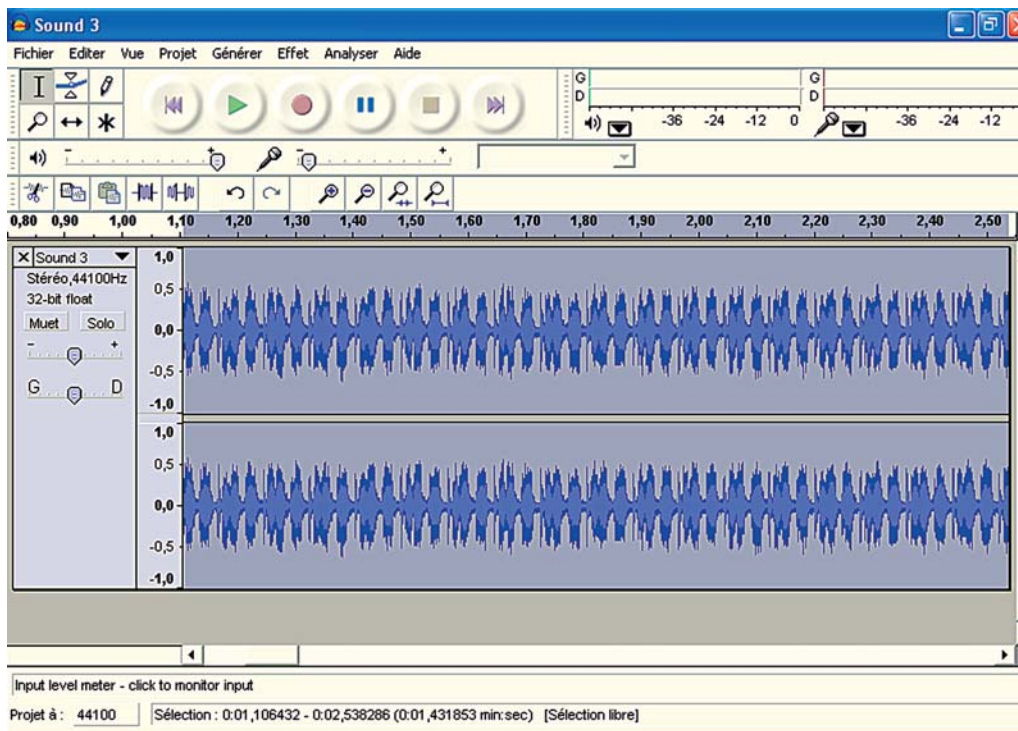 Sound 3
Fichier Editer Vue Projet Générer Effet Analyser Aide
G
D
-36 -24 -12 0
G
D
-36 -24 -12
- +
- +
0,80 0,90 1,00 1,10 1,20 1,30 1,40 1,50 1,60 1,70 1,80 1,90 2,00 2,10 2,20 2,30 2,40 2,50
Sound 3
Stéréo,44100Hz
32-bit float
Muet Solo
- +
G D
1,0
0,5
0,0
-0,5
-1,0
1,0
0,5
0,0
-0,5
-1,0
Input level meter - click to monitor input
Projet à : 44100 Sélection : 0:01,106432 - 0:02,538286 (0:01,431853 min:sec) [Sélection libre]